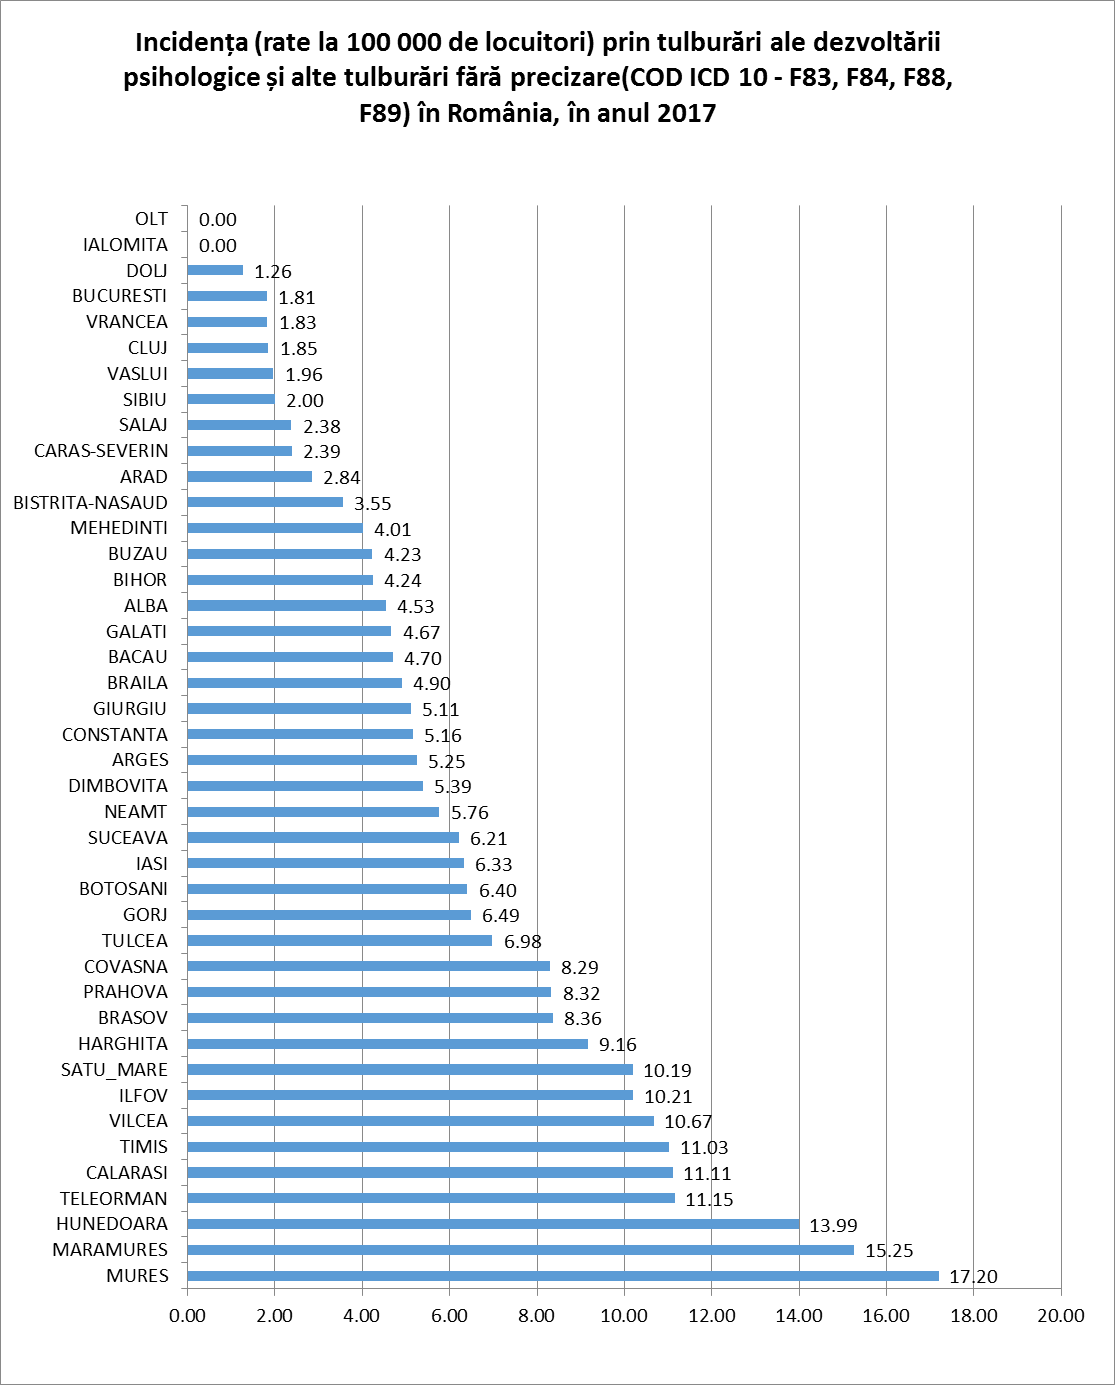 Incidența (rate la 100 000 de locuitori) prin tulburări ale dezvoltării
psihologice și alte tulburări fără precizare(COD ICD 10 - F83, F84, F88,
F89) în România, în anul 2017
OLT 0.00
IALOMITA 0.00
DOLJ 1.26
BUCURESTI 1.81
VRANCEA 1.83
CLUJ 1.85
VASLUI 1.96
SIBIU 2.00
SALAJ 2.38
CARAS-SEVERIN 2.39
ARAD 2.84
BISTRITA-NASAUD 3.55
MEHEDINTI 4.01
BUZAU 4.23
BIHOR 4.24
ALBA 4.53
GALATI 4.67
BACAU 4.70
BRAILA 4.90
GIURGIU 5.11
CONSTANTA 5.16
ARGES 5.25
DIMBOVITA 5.39
NEAMT 5.76
SUCEAVA 6.21
IASI 6.33
BOTOSANI 6.40
GORJ 6.49
TULCEA 6.98
COVASNA 8.29
PRAHOVA 8.32
BRASOV 8.36
HARGHITA 9.16
SATU_MARE 10.19
ILFOV 10.21
VILCEA 10.67
TIMIS 11.03
CALARASI 11.11
TELEORMAN 11.15
HUNEDOARA 13.99
MARAMURES 15.25
MURES 17.20
0.00 2.00 4.00 6.00 8.00 10.00 12.00 14.00 16.00 18.00 20.00